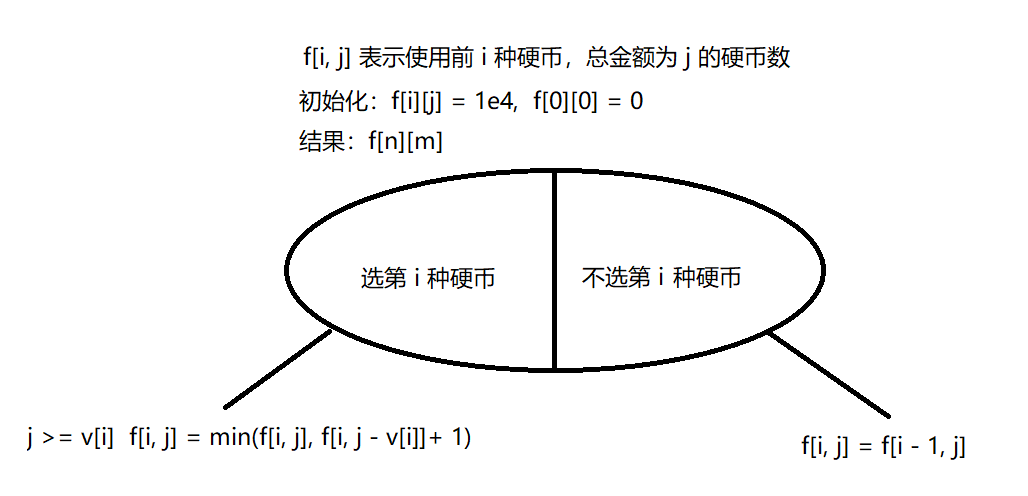 f[i, j] 表示使用前 i 种硬币，总金额为 j 的硬币数
初始化：f[i][j] = 1e4,  f[0][0] = 0
结果：f[n][m]
选第 i 种硬币
不选第 i 种硬币
j >= v[i]  f[i, j] = min(f[i, j], f[i, j - v[i]]+ 1)
f[i, j] = f[i - 1, j]